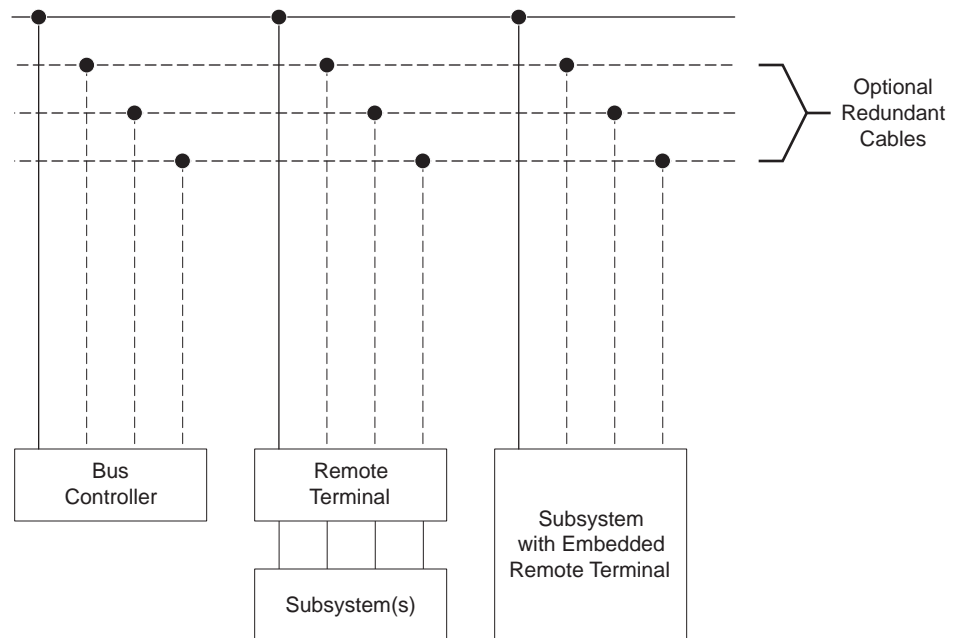 Optional
Redundant
Cables
Bus
Controller
Remote
Terminal
Subsystem
with Embedded
Remote Terminal
Subsystem(s)